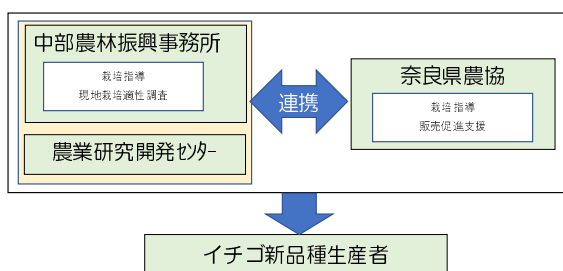 中部農林振興事務所
栽培指導
現地栽培適性調査
農業研究開発ｾﾝﾀｰ
連携
奈良県農協
栽培指導
販売促進支援
イチゴ新品種生産者